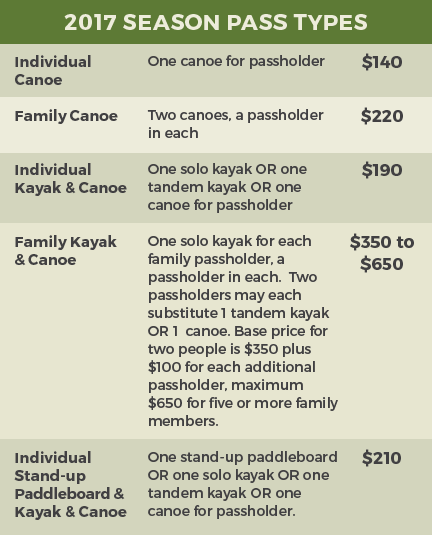 2017 SEASON PASS TYPES
Individual
Canoe
One canoe for passholder
$140
Family Canoe
Two canoes, a passholder
in each
$220
Individual
Kayak & Canoe
One solo kayak OR one
tandem kayak OR one
canoe for passholder
$190
Family Kayak
& Canoe
One solo kayak for each
family passholder, a
passholder in each.  Two
passholders may each
substitute 1 tandem kayak
OR 1  canoe. Base price for
two people is $350 plus
$100 for each additional
passholder, maximum
$650 for five or more family
members.
$350 to
$650
Individual
Stand-up
Paddleboard &
Kayak & Canoe
One stand-up paddleboard
OR one solo kayak OR one
tandem kayak OR one
canoe for passholder.
$210